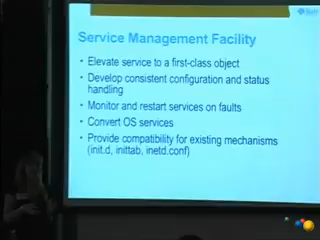 Service Management Facility
• Elevate service to a first-class object
• Develop consistent configuration and status
handling
• Monitor and restart services on faults
• Convert OS services
• Provide compatibility for existing mechanisms
(init.d, inittab, inetd.conf)